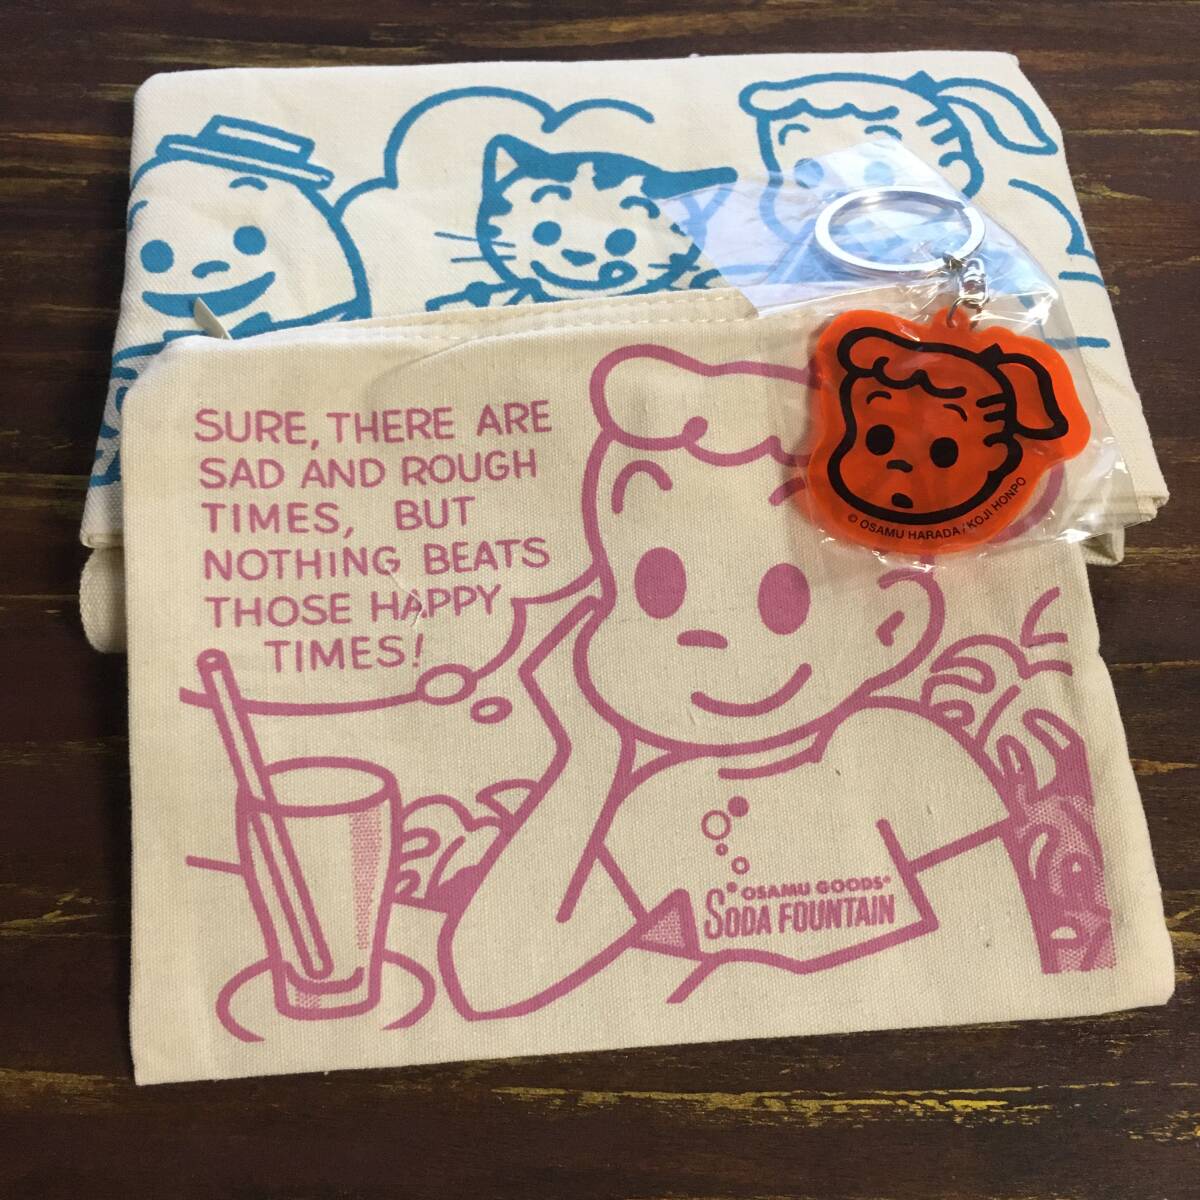 SURE, THERE ARE
SAD AND ROUGH
TIMES, BUT
NOTHING BEATS
THOSE HAPPY
TIMES!
OSAMU GOODS®
SODA FOUNTAIN
© OSAMU HARADA / KOJI HONPO